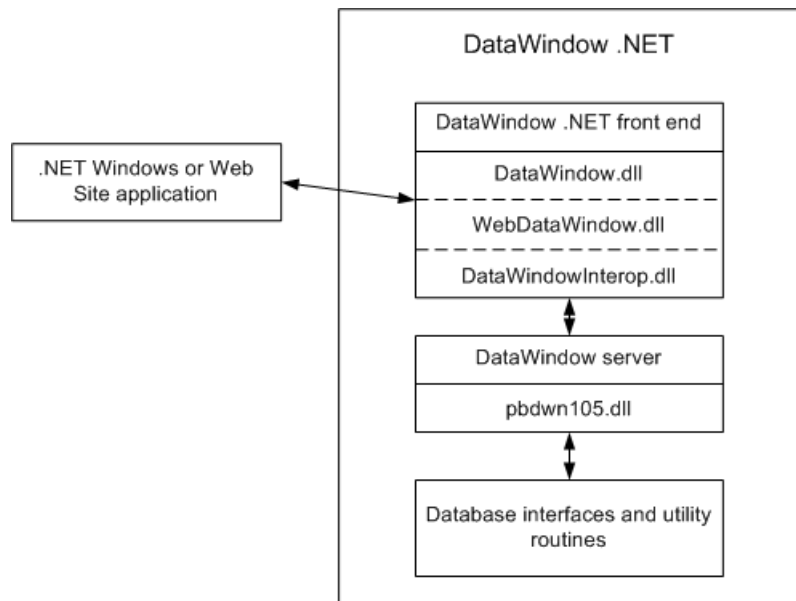 DataWindow .NET
DataWindow .NET front end
DataWindow.dll
WebDataWindow.dll
DataWindowInterop.dll
.NET Windows or Web
Site application
DataWindow server
pbdwn105.dll
Database interfaces and utility
routines